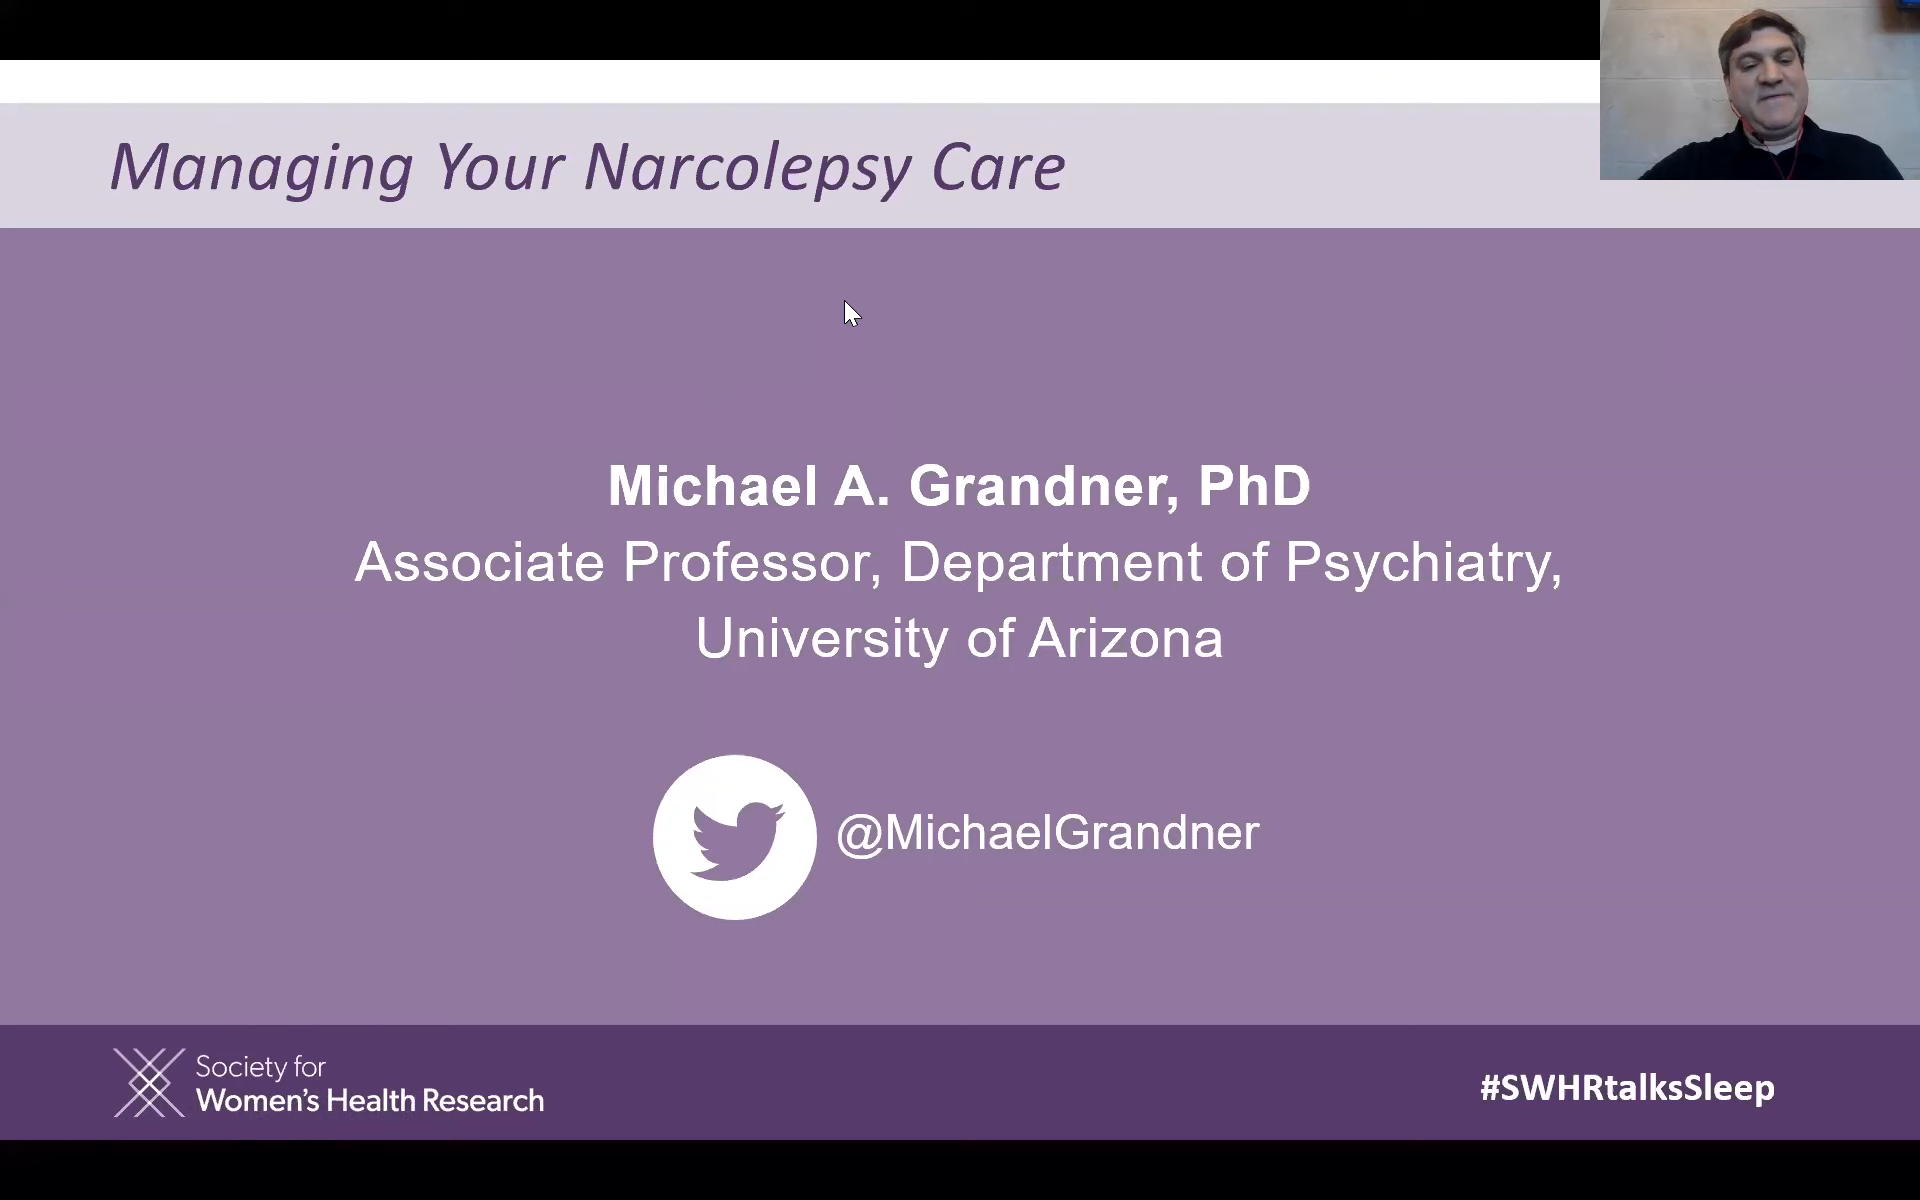 Managing Your Narcolepsy Care
Michael A. Grandner, PhD
Associate Professor, Department of Psychiatry,
University of Arizona
@MichaelGrandner
Society for
Women's Health Research
#SWHRtalksSleep